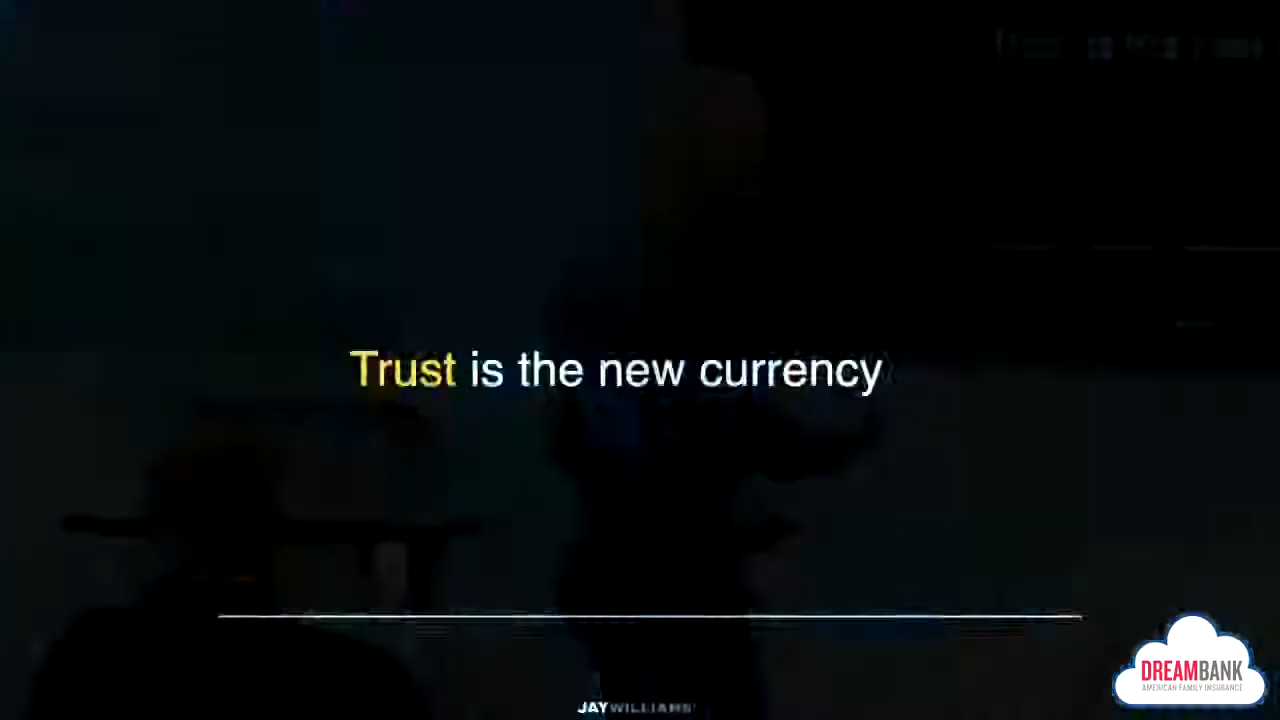 Trust is the new currency
DREAMBANK
AMERICAN FAMILY INSURANCE
JAYWILLIAMS